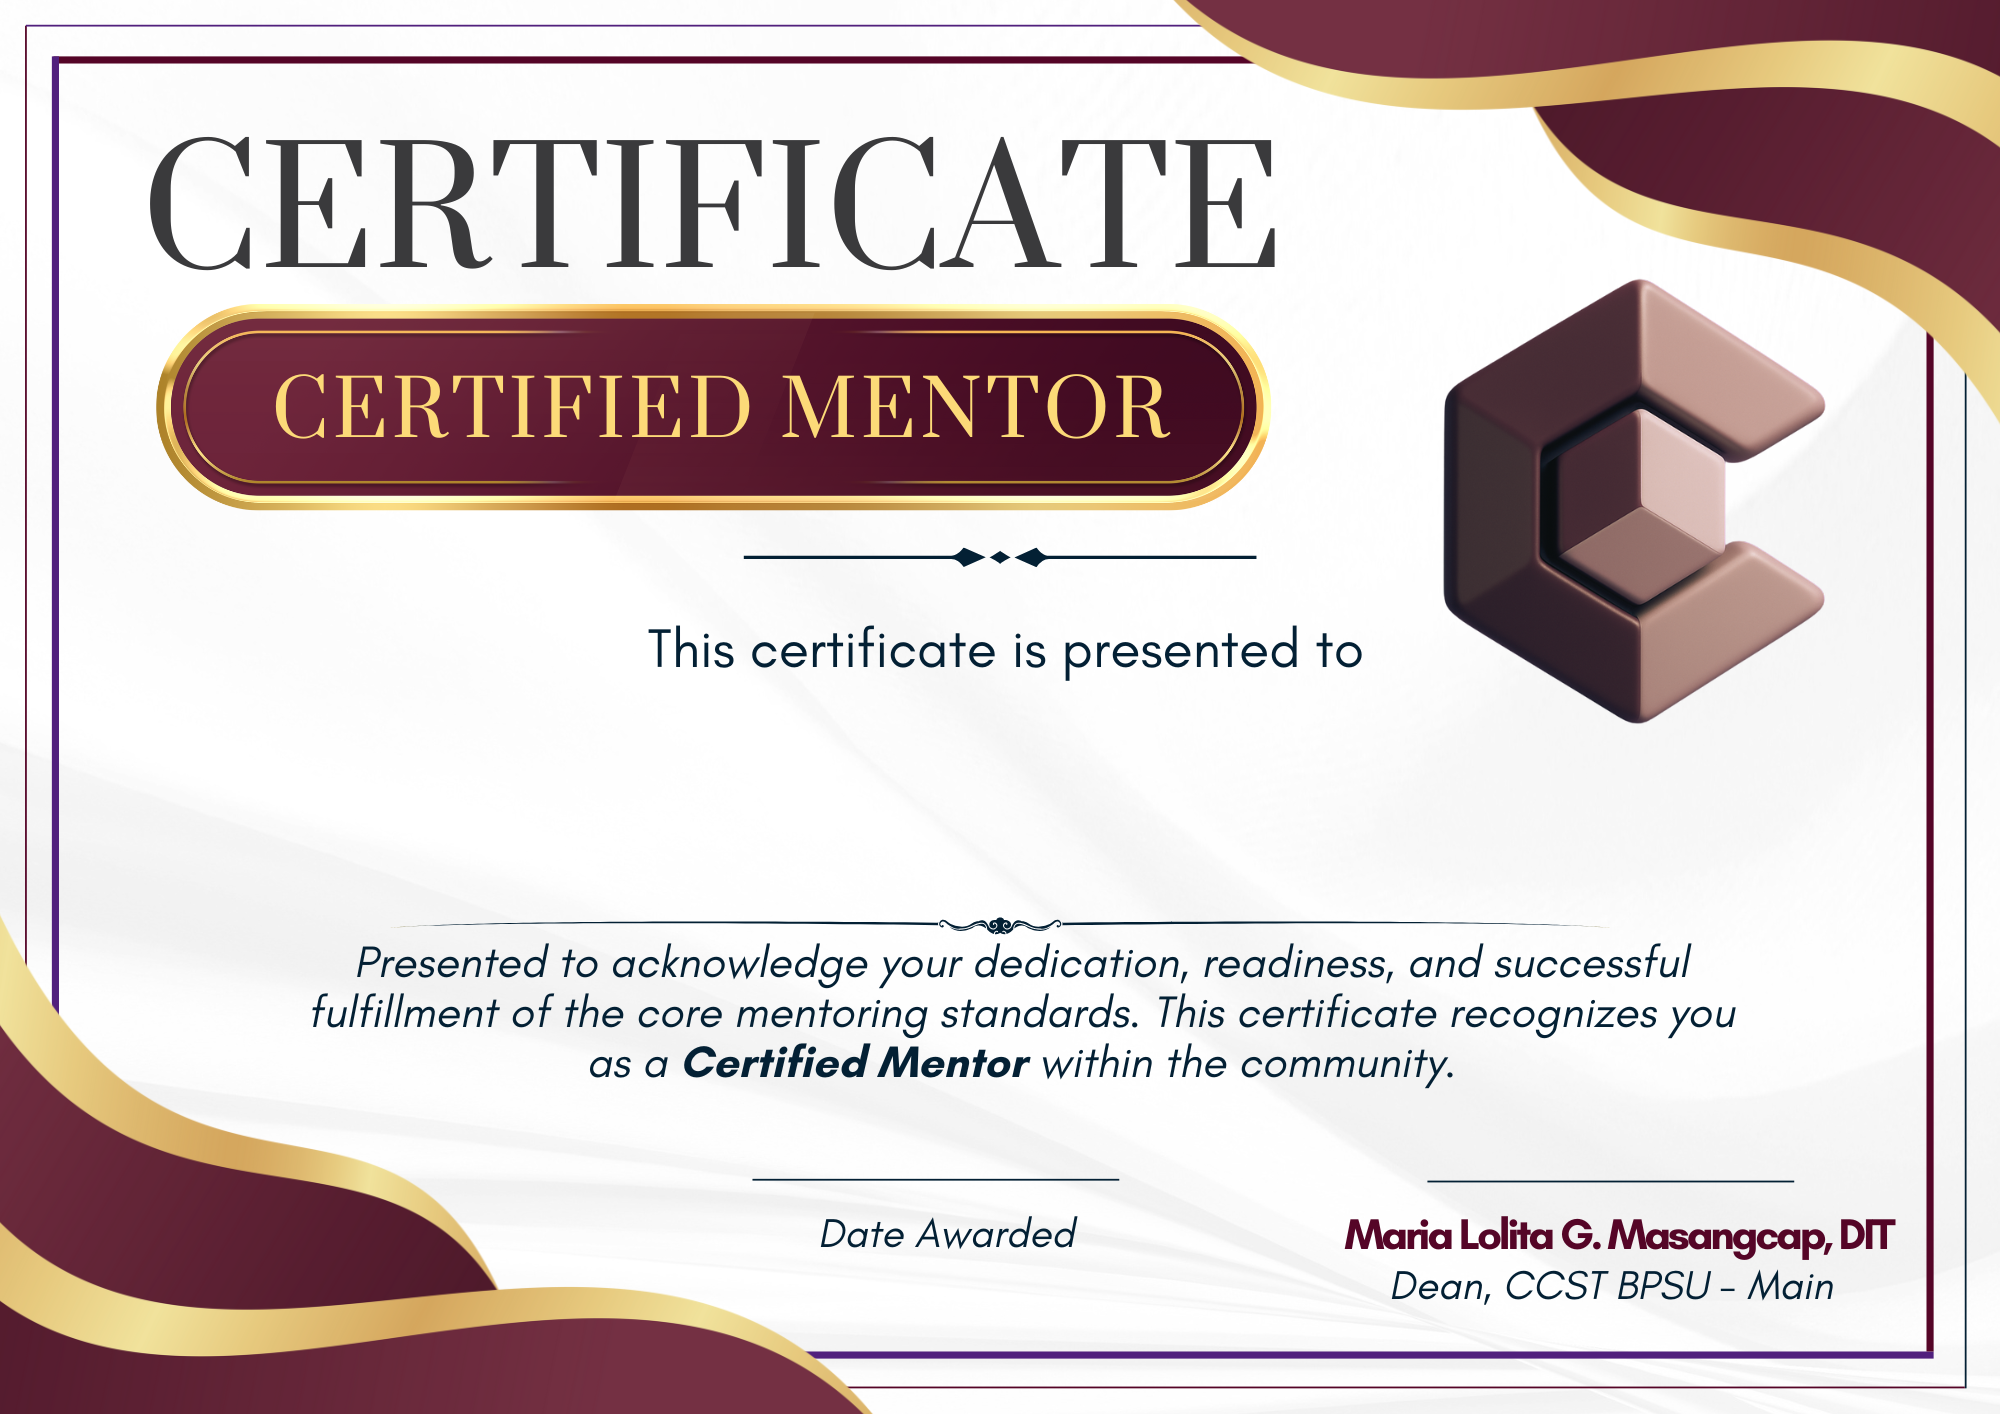 CERTIFICATE
CERTIFIED MENTOR
This certificate is presented to
Presented to acknowledge your dedication, readiness, and successful
fulfillment of the core mentoring standards. This certificate recognizes you
as a Certified Mentor within the community.
Date Awarded
Maria Lolita G. Masangcap, DIT
Dean, CCST BPSU - Main